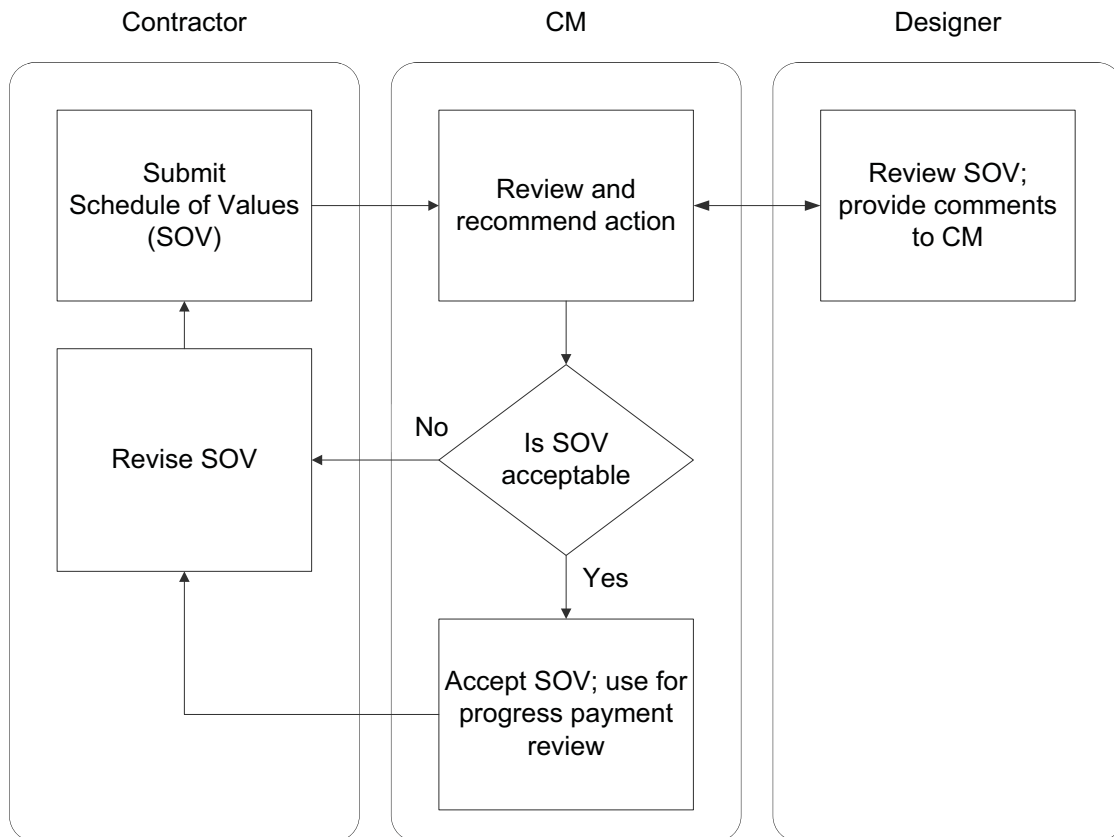 Contractor
CM
Designer
Submit
Schedule of Values
(SOV)
Review and
recommend action
Review SOV;
provide comments
to CM
Revise SOV
No
Is SOV
acceptable
Yes
Accept SOV; use for
progress payment
review